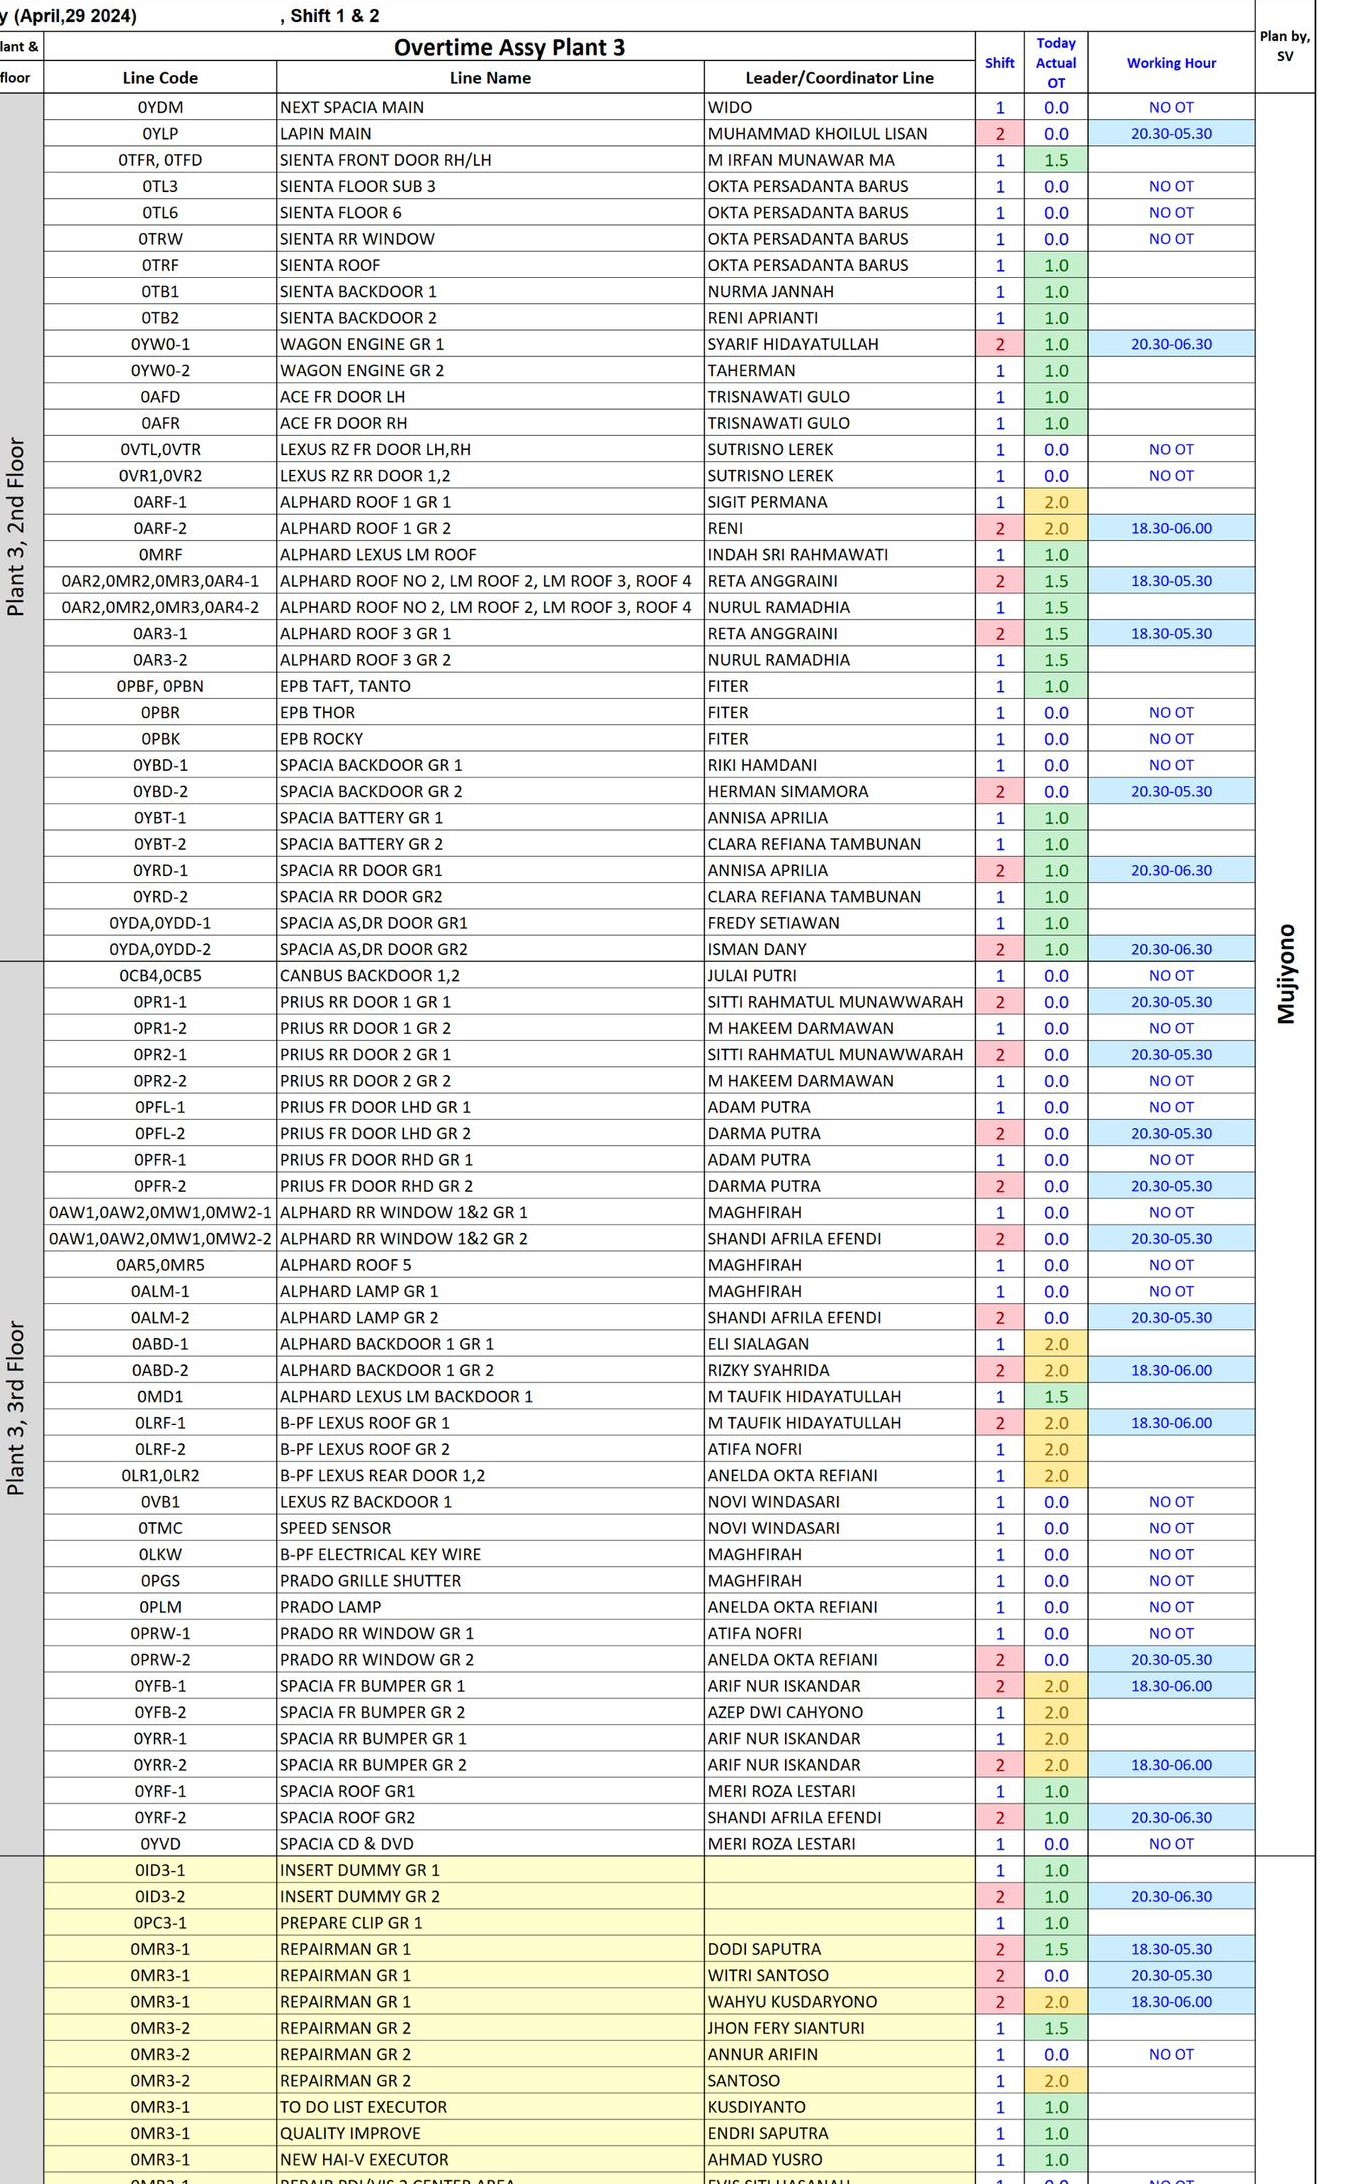 y (April,29 2024) , Shift 1 & 2
lant & floor Overtime Assy Plant 3 Shift Today Actual OT Working Hour Plan by, SV
Line Code Line Name Leader/Coordinator Line
Plant 3, 2nd Floor
0YDM NEXT SPACIA MAIN WIDO 1 0.0 NO OT
0YLP LAPIN MAIN MUHAMMAD KHOILUL LISAN 2 0.0 20.30-05.30
0TFR, 0TFD SIENTA FRONT DOOR RH/LH M IRFAN MUNAWAR MA 1 1.5
0TL3 SIENTA FLOOR SUB 3 OKTA PERSADANTA BARUS 1 0.0 NO OT
0TL6 SIENTA FLOOR 6 OKTA PERSADANTA BARUS 1 0.0 NO OT
0TRW SIENTA RR WINDOW OKTA PERSADANTA BARUS 1 0.0 NO OT
0TRF SIENTA ROOF OKTA PERSADANTA BARUS 1 1.0
0TB1 SIENTA BACKDOOR 1 NURMA JANNAH 1 1.0
0TB2 SIENTA BACKDOOR 2 RENI APRIANTI 1 1.0
0YW0-1 WAGON ENGINE GR 1 SYARIF HIDAYATULLAH 2 1.0 20.30-06.30
0YW0-2 WAGON ENGINE GR 2 TAHERMAN 1 1.0
0AFD ACE FR DOOR LH TRISNAWATI GULO 1 1.0
0AFR ACE FR DOOR RH TRISNAWATI GULO 1 1.0
0VTL,0VTR LEXUS RZ FR DOOR LH,RH SUTRISNO LEREK 1 0.0 NO OT
0VR1,0VR2 LEXUS RZ RR DOOR 1,2 SUTRISNO LEREK 1 0.0 NO OT
0ARF-1 ALPHARD ROOF 1 GR 1 SIGIT PERMANA 1 2.0
0ARF-2 ALPHARD ROOF 1 GR 2 RENI 2 2.0 18.30-06.00
0MRF ALPHARD LEXUS LM ROOF INDAH SRI RAHMAWATI 1 1.0
0AR2,0MR2,0MR3,0AR4-1 ALPHARD ROOF NO 2, LM ROOF 2, LM ROOF 3, ROOF 4 RETA ANGGRAINI 2 1.5 18.30-05.30
0AR2,0MR2,0MR3,0AR4-2 ALPHARD ROOF NO 2, LM ROOF 2, LM ROOF 3, ROOF 4 NURUL RAMADHIA 1 1.5
0AR3-1 ALPHARD ROOF 3 GR 1 RETA ANGGRAINI 2 1.5 18.30-05.30
0AR3-2 ALPHARD ROOF 3 GR 2 NURUL RAMADHIA 1 1.5
0PBF, 0PBN EPB TAFT, TANTO FITER 1 1.0
0PBR EPB THOR FITER 1 0.0 NO OT
0PBK EPB ROCKY FITER 1 0.0 NO OT
0YBD-1 SPACIA BACKDOOR GR 1 RIKI HAMDANI 1 0.0 NO OT
0YBD-2 SPACIA BACKDOOR GR 2 HERMAN SIMAMORA 2 0.0 20.30-05.30
0YBT-1 SPACIA BATTERY GR 1 ANNISA APRILIA 1 1.0
0YBT-2 SPACIA BATTERY GR 2 CLARA REFIANA TAMBUNAN 1 1.0
0YRD-1 SPACIA RR DOOR GR1 ANNISA APRILIA 2 1.0 20.30-06.30
0YRD-2 SPACIA RR DOOR GR2 CLARA REFIANA TAMBUNAN 1 1.0
0YDA,0YDD-1 SPACIA AS,DR DOOR GR1 FREDY SETIAWAN 1 1.0
0YDA,0YDD-2 SPACIA AS,DR DOOR GR2 ISMAN DANY 2 1.0 20.30-06.30
Mujiyono
Plant 3, 3rd Floor
0CB4,0CB5 CANBUS BACKDOOR 1,2 JULAI PUTRI 1 0.0 NO OT
0PR1-1 PRIUS RR DOOR 1 GR 1 SITTI RAHMATUL MUNAWWARAH 2 0.0 20.30-05.30
0PR1-2 PRIUS RR DOOR 1 GR 2 M HAKEEM DARMAWAN 1 0.0 NO OT
0PR2-1 PRIUS RR DOOR 2 GR 1 SITTI RAHMATUL MUNAWWARAH 2 0.0 20.30-05.30
0PR2-2 PRIUS RR DOOR 2 GR 2 M HAKEEM DARMAWAN 1 0.0 NO OT
0PFL-1 PRIUS FR DOOR LHD GR 1 ADAM PUTRA 1 0.0 NO OT
0PFL-2 PRIUS FR DOOR LHD GR 2 DARMA PUTRA 2 0.0 20.30-05.30
0PFR-1 PRIUS FR DOOR RHD GR 1 ADAM PUTRA 1 0.0 NO OT
0PFR-2 PRIUS FR DOOR RHD GR 2 DARMA PUTRA 2 0.0 20.30-05.30
0AW1,0AW2,0MW1,0MW2-1 ALPHARD RR WINDOW 1&2 GR 1 MAGHFIRAH 1 0.0 NO OT
0AW1,0AW2,0MW1,0MW2-2 ALPHARD RR WINDOW 1&2 GR 2 SHANDI AFRILA EFENDI 2 0.0 20.30-05.30
0AR5,0MR5 ALPHARD ROOF 5 MAGHFIRAH 1 0.0 NO OT
0ALM-1 ALPHARD LAMP GR 1 MAGHFIRAH 1 0.0 NO OT
0ALM-2 ALPHARD LAMP GR 2 SHANDI AFRILA EFENDI 2 0.0 20.30-05.30
0ABD-1 ALPHARD BACKDOOR 1 GR 1 ELI SIALAGAN 1 2.0
0ABD-2 ALPHARD BACKDOOR 1 GR 2 RIZKY SYAHRIDA 2 2.0 18.30-06.00
0MD1 ALPHARD LEXUS LM BACKDOOR 1 M TAUFIK HIDAYATULLAH 1 1.5
0LRF-1 B-PF LEXUS ROOF GR 1 M TAUFIK HIDAYATULLAH 2 2.0 18.30-06.00
0LRF-2 B-PF LEXUS ROOF GR 2 ATIFA NOFRI 1 2.0
0LR1,0LR2 B-PF LEXUS REAR DOOR 1,2 ANELDA OKTA REFIANI 1 2.0
0VB1 LEXUS RZ BACKDOOR 1 NOVI WINDASARI 1 0.0 NO OT
0TMC SPEED SENSOR NOVI WINDASARI 1 0.0 NO OT
0LKW B-PF ELECTRICAL KEY WIRE MAGHFIRAH 1 0.0 NO OT
0PGS PRADO GRILLE SHUTTER MAGHFIRAH 1 0.0 NO OT
0PLM PRADO LAMP ANELDA OKTA REFIANI 1 0.0 NO OT
0PRW-1 PRADO RR WINDOW GR 1 ATIFA NOFRI 1 0.0 NO OT
0PRW-2 PRADO RR WINDOW GR 2 ANELDA OKTA REFIANI 2 0.0 20.30-05.30
0YFB-1 SPACIA FR BUMPER GR 1 ARIF NUR ISKANDAR 2 2.0 18.30-06.00
0YFB-2 SPACIA FR BUMPER GR 2 AZEP DWI CAHYONO 1 2.0
0YRR-1 SPACIA RR BUMPER GR 1 ARIF NUR ISKANDAR 1 2.0
0YRR-2 SPACIA RR BUMPER GR 2 ARIF NUR ISKANDAR 2 2.0 18.30-06.00
0YRF-1 SPACIA ROOF GR1 MERI ROZA LESTARI 1 1.0
0YRF-2 SPACIA ROOF GR2 SHANDI AFRILA EFENDI 2 1.0 20.30-06.30
0YVD SPACIA CD & DVD MERI ROZA LESTARI 1 0.0 NO OT
0ID3-1 INSERT DUMMY GR 1 1 1.0
0ID3-2 INSERT DUMMY GR 2 2 1.0 20.30-06.30
0PC3-1 PREPARE CLIP GR 1 1 1.0
0MR3-1 REPAIRMAN GR 1 DODI SAPUTRA 2 1.5 18.30-05.30
0MR3-1 REPAIRMAN GR 1 WITRI SANTOSO 2 0.0 20.30-05.30
0MR3-1 REPAIRMAN GR 1 WAHYU KUSDARYONO 2 2.0 18.30-06.00
0MR3-2 REPAIRMAN GR 2 JHON FERY SIANTURI 1 1.5
0MR3-2 REPAIRMAN GR 2 ANNUR ARIFIN 1 0.0 NO OT
0MR3-2 REPAIRMAN GR 2 SANTOSO 1 2.0
0MR3-1 TO DO LIST EXECUTOR KUSDIYANTO 1 1.0
0MR3-1 QUALITY IMPROVE ENDRI SAPUTRA 1 1.0
0MR3-1 NEW HAI-V EXECUTOR AHMAD YUSRO 1 1.0